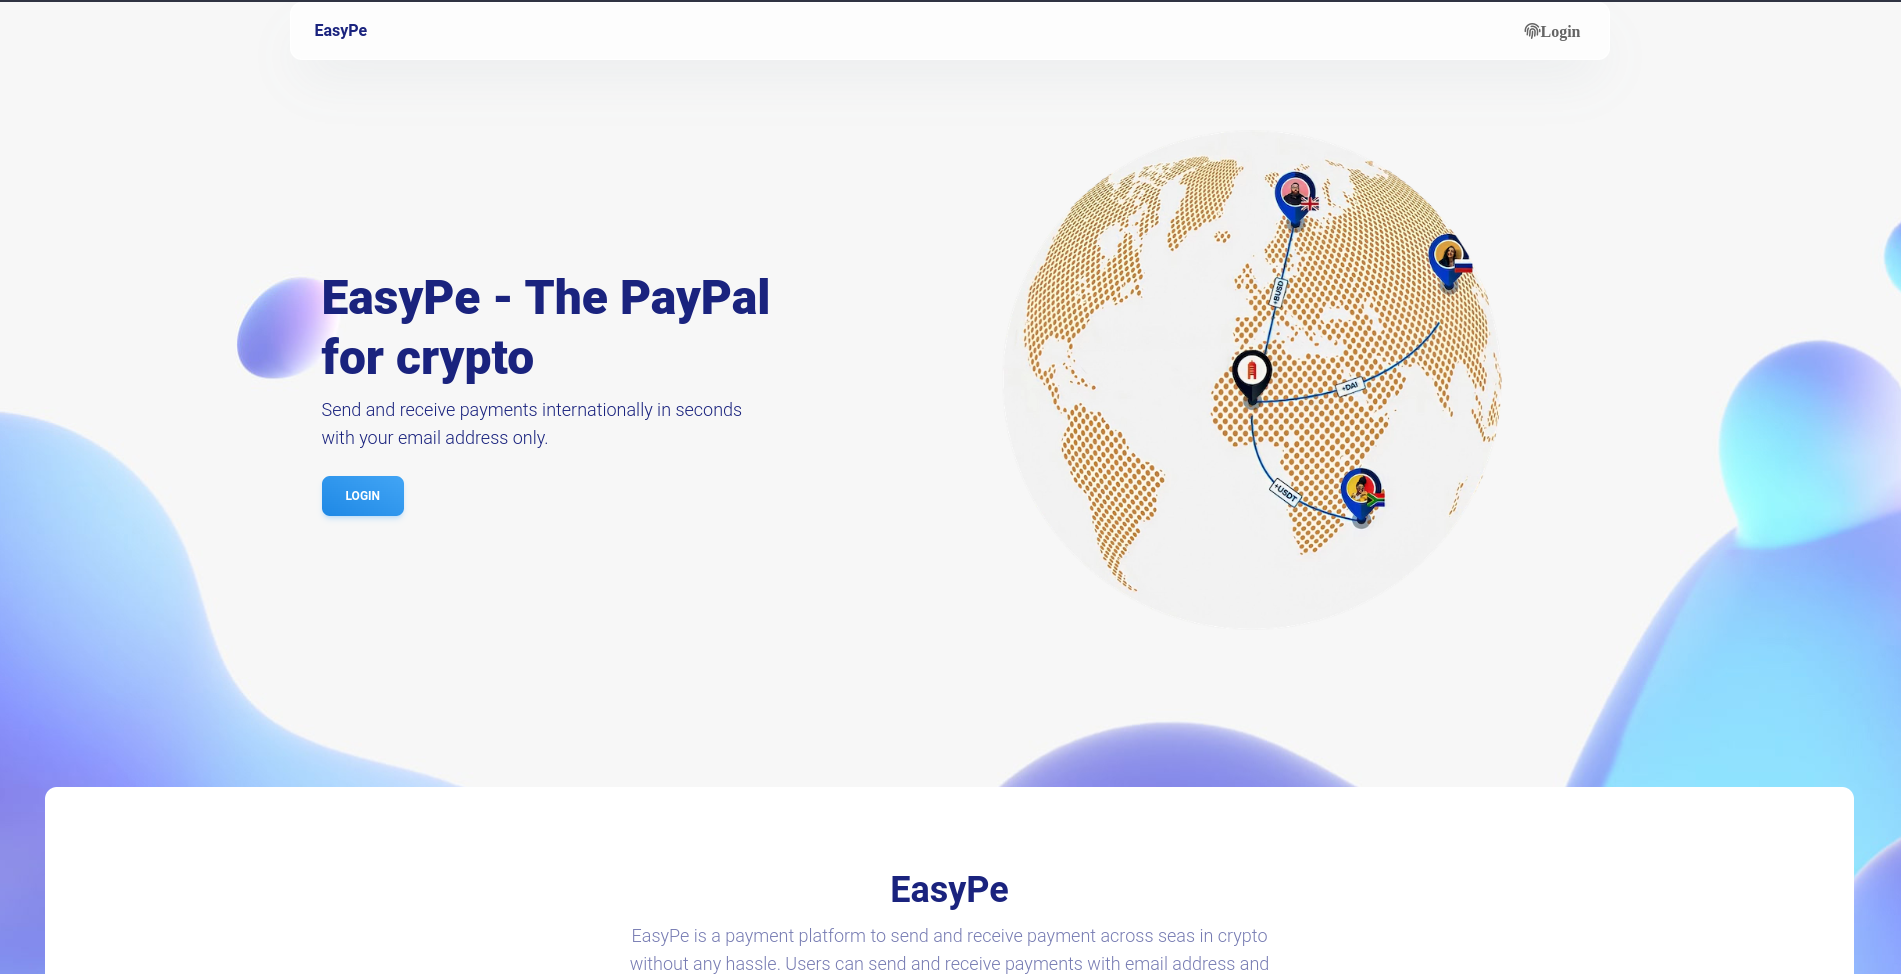 EasyPe
Login
EasyPe - The PayPal
for crypto
Send and receive payments internationally in seconds
with your email address only.
LOGIN
+BUSD
+DAI
+USDT
EasyPe
EasyPe is a payment platform to send and receive payment across seas in crypto
without any hassle. Users can send and receive payments with email address and